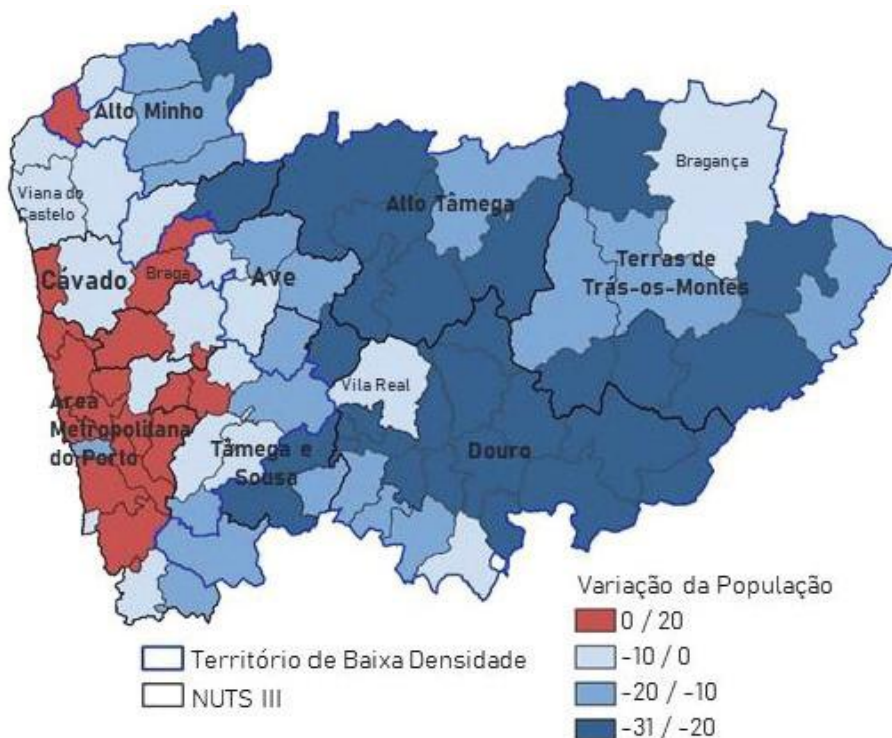 Alto Minho
Bragança
Viana do
Castelo
Alto Tâmega
Cávado
Braga
Ave
Terras de
Trás-os-Montes
Vila Real
Área
Metropolitana
do Porto
Tâmega e
Sousa
Douro
Variação da População
0 / 20
-10 / 0
-20 / -10
-31 / -20
Território de Baixa Densidade
NUTS III